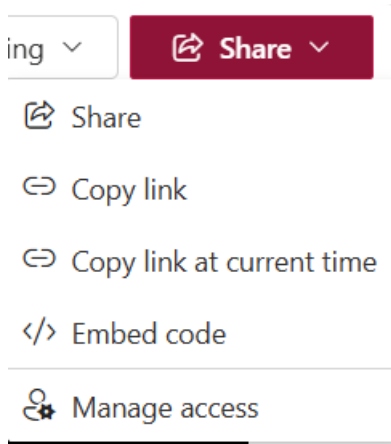 ing
Share
Share
Copy link
Copy link at current time
</> Embed code
Manage access